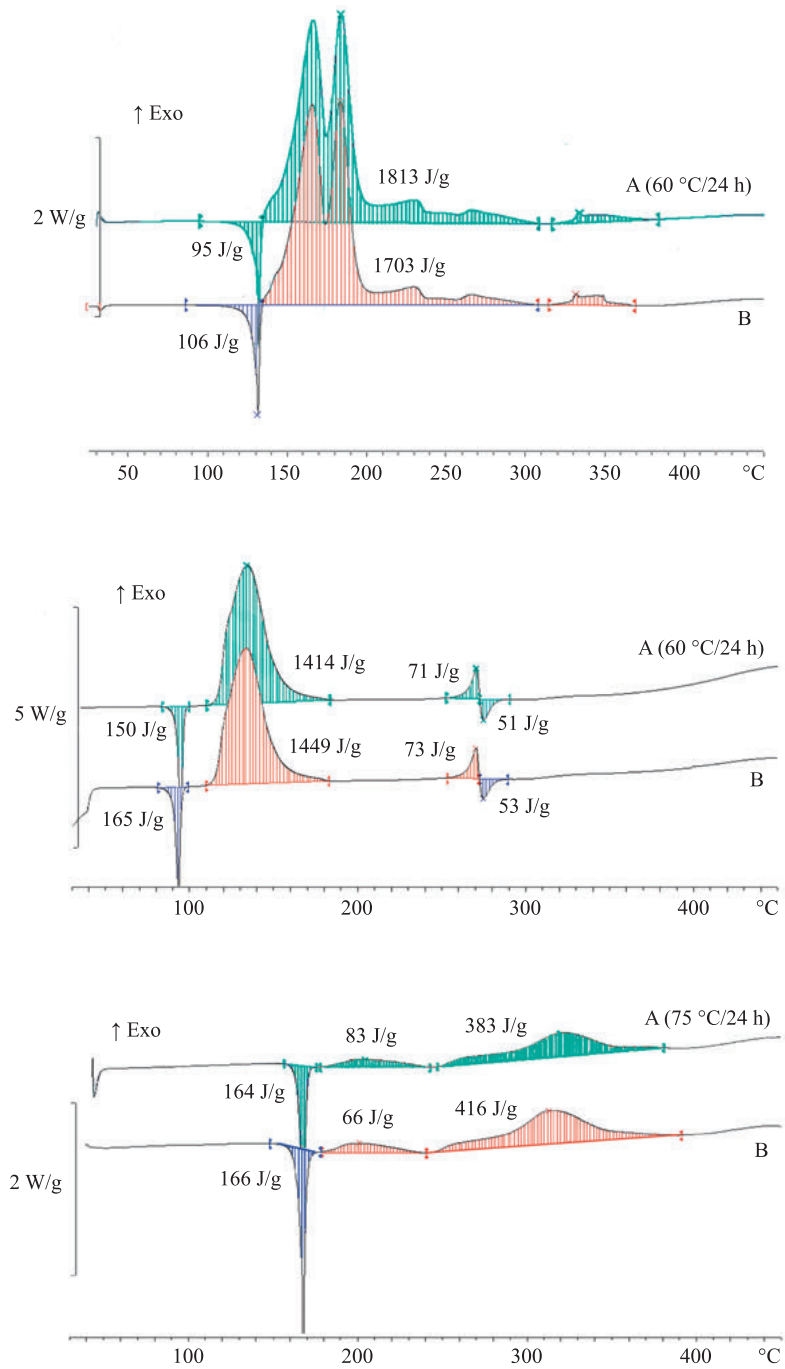 ↑ Exo
1813 J/g
A (60 °C/24 h)
2 W/g
95 J/g
1703 J/g
106 J/g
B
50 100 150 200 250 300 350 400 °C
↑ Exo
1414 J/g
71 J/g
A (60 °C/24 h)
5 W/g
150 J/g
51 J/g
1449 J/g
73 J/g
B
165 J/g
53 J/g
100 200 300 400 °C
↑ Exo
83 J/g
383 J/g
A (75 °C/24 h)
164 J/g
66 J/g
416 J/g
B
2 W/g
166 J/g
100 200 300 400 °C